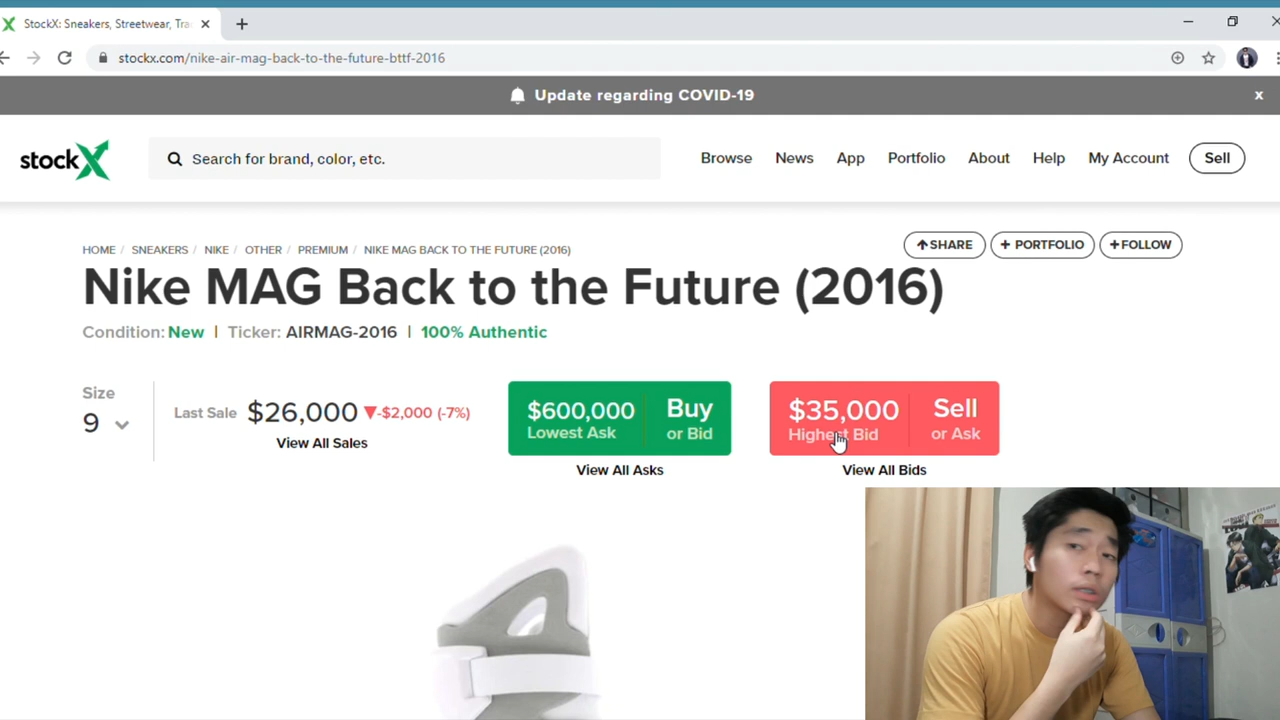 StockX: Sneakers, Streetwear, Tra
stockx.com/nike-air-mag-back-to-the-future-bttf-2016
Update regarding COVID-19
x
stockX
Search for brand, color, etc.
Browse
News
App
Portfolio
About
Help
My Account
Sell
HOME / SNEAKERS / NIKE / OTHER / PREMIUM / NIKE MAG BACK TO THE FUTURE (2016)
SHARE
+ PORTFOLIO
+FOLLOW
Nike MAG Back to the Future (2016)
Condition: New | Ticker: AIRMAG-2016 | 100% Authentic
Size
9
Last Sale $26,000 ▼-$2,000 (-7%)
View All Sales
$600,000
Lowest Ask
Buy
or Bid
View All Asks
$35,000
Highest Bid
Sell
or Ask
View All Bids